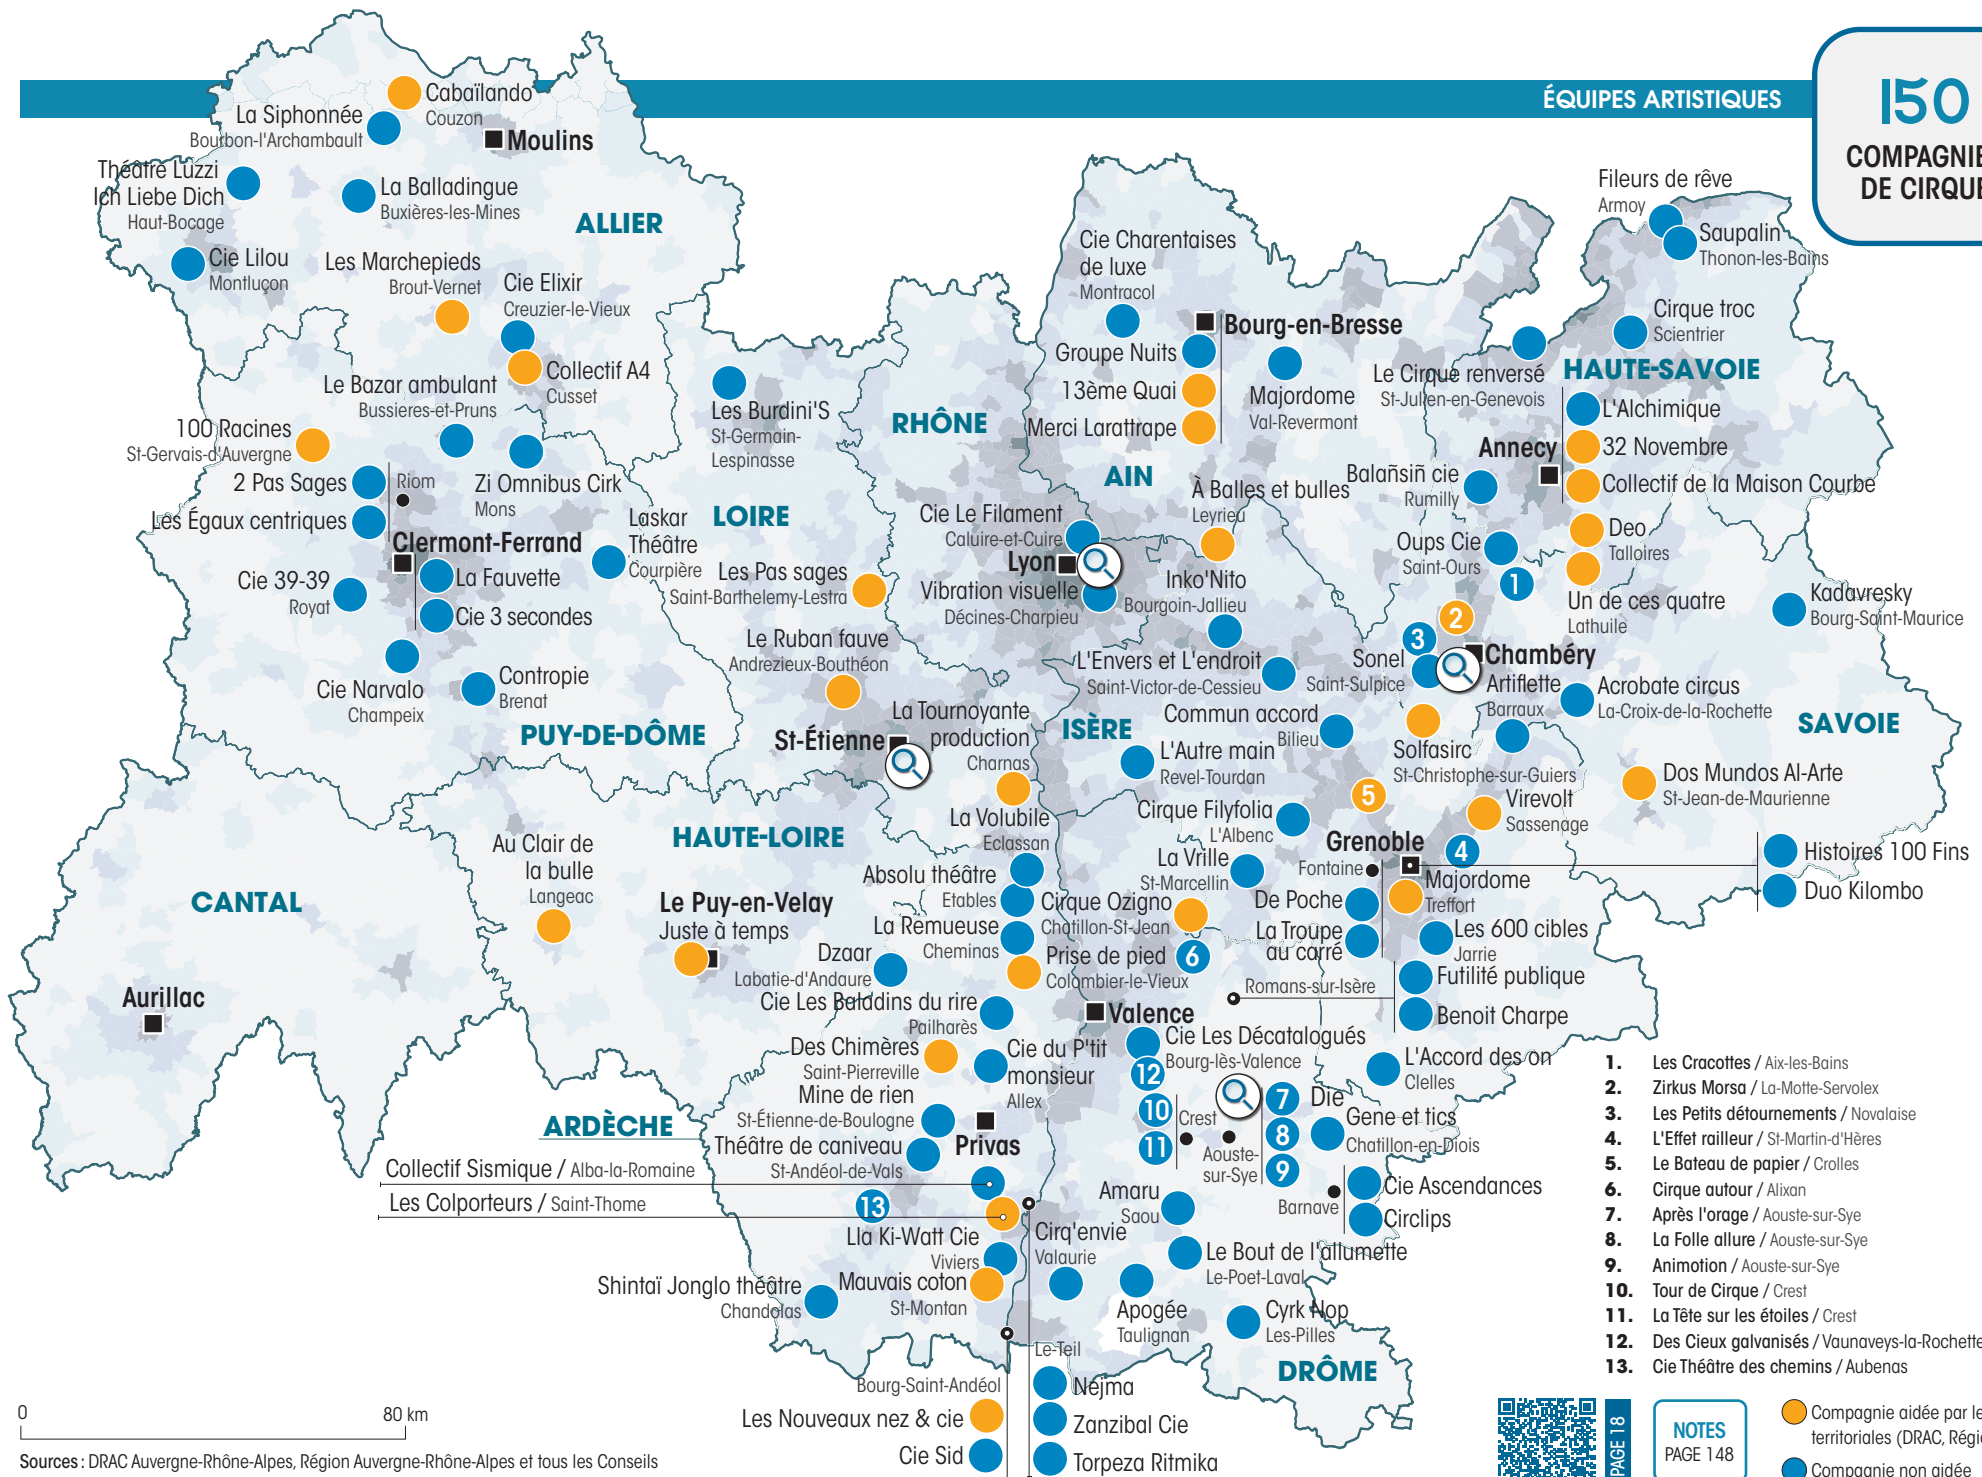 ÉQUIPES ARTISTIQUES
150
COMPAGNIE
DE CIRQUE
Cabaïlando
Couzon
La Siphonnée
Bourbon-l'Archambault
Moulins
Théâtre Luzzi
Ich Liebe Dich
Haut-Bocage
La Balladingue
Buxières-les-Mines
ALLIER
Cie Lilou
Montluçon
Les Marchepieds
Brout-Vernet
Cie Elixir
Creuzier-le-Vieux
Collectif A4
Cusset
Le Bazar ambulant
Bussieres-et-Pruns
100 Racines
St-Gervais-d'Auvergne
2 Pas Sages
Riom
Les Égaux centriques
Zi Omnibus Cirk
Mons
Clermont-Ferrand
La Fauvette
Cie 39-39
Royat
Cie 3 secondes
Laskar
Théâtre
Courpière
Cie Narvalo
Champeix
Contropie
Brenat
PUY-DE-DÔME
Les Burdini'S
St-Germain-
Lespinasse
LOIRE
RHÔNE
Les Pas sages
Saint-Barthelemy-Lestra
Le Ruban fauve
Andrezieux-Bouthéon
St-Étienne
La Tournoyante
production
Charnas
Cie Charentaises
de luxe
Montracol
Bourg-en-Bresse
Groupe Nuits
13ème Quai
Merci Larattrape
Majordome
Val-Revermont
AIN
À Balles et bulles
Leyrieu
Cie Le Filament
Caluire-et-Cuire
Lyon
Vibration visuelle
Décines-Charpieu
Inko'Nito
Bourgoin-Jallieu
L'Envers et L'endroit
Saint-Victor-de-Cessieu
Commun accord
Bilieu
ISÈRE
L'Autre main
Revel-Tourdan
Fileurs de rêve
Armoy
Saupalin
Thonon-les-Bains
Cirque troc
Scientrier
Le Cirque renversé
St-Julien-en-Genevois
HAUTE-SAVOIE
L'Alchimique
32 Novembre
Annecy
Collectif de la Maison Courbe
Balañsiñ cie
Rumilly
Deo
Talloires
Oups Cie
Saint-Ours
1
Un de ces quatre
Lathuile
Kadavresky
Bourg-Saint-Maurice
2
3
Sonel
Saint-Sulpice
Chambéry
Artiflette
Barraux
Acrobate circus
La-Croix-de-la-Rochette
SAVOIE
Solfasirc
St-Christophe-sur-Guiers
Dos Mundos Al-Arte
St-Jean-de-Maurienne
5
Virevolt
Sassenage
4
Cirque Filyfolia
L'Albenc
Grenoble
Fontaine
Histoires 100 Fins
Duo Kilombo
La Vrille
St-Marcellin
De Poche
Majordome
Treffort
La Troupe
au carré
Les 600 cibles
Jarrie
Romans-sur-Isère
Futilité publique
Benoit Charpe
L'Accord des on
Clelles
CANTAL
Aurillac
HAUTE-LOIRE
Au Clair de
la bulle
Langeac
Le Puy-en-Velay
Juste à temps
La Volubile
Eclassan
Absolu théâtre
Etables
Cirque Ozigno
Chatillon-St-Jean
La Remueuse
Cheminas
Prise de pied
Colombier-le-Vieux
6
Dzaar
Labatie-d'Andaure
Cie Les Baladins du rire
Pailharès
Valence
Cie Les Décatalogués
Bourg-lès-Valence
Des Chimères
Saint-Pierreville
Cie du P'tit
monsieur
Allex
Mine de rien
St-Étienne-de-Boulogne
ARDÈCHE
Théâtre de caniveau
St-Andéol-de-Vals
Privas
Collectif Sismique / Alba-la-Romaine
Les Colporteurs / Saint-Thome
13
12
10
11
Crest
Aouste-
sur-Sye
7
8
9
Die
Gene et tics
Chatillon-en-Diois
Amaru
Saou
Barnave
Cie Ascendances
Circlips
Lla Ki-Watt Cie
Viviers
Cirq'envie
Valaurie
Le Bout de l'allumette
Le-Poet-Laval
Shintaï Jonglo théâtre
Chandolas
Mauvais coton
St-Montan
Apogée
Taulignan
Cyrk Nop
Les-Pilles
DRÔME
Le-Teil
Bourg-Saint-Andéol
Nejma
Les Nouveaux nez & cie
Zanzibal Cie
Cie Sid
Torpeza Ritmika
1. Les Cracottes / Aix-les-Bains
2. Zirkus Morsa / La-Motte-Servolex
3. Les Petits détournements / Novalaise
4. L'Effet railleur / St-Martin-d'Hères
5. Le Bateau de papier / Crolles
6. Cirque autour / Alixan
7. Après l'orage / Aouste-sur-Sye
8. La Folle allure / Aouste-sur-Sye
9. Animotion / Aouste-sur-Sye
10. Tour de Cirque / Crest
11. La Tête sur les étoiles / Crest
12. Des Cieux galvanisés / Vaunaveys-la-Rochette
13. Cie Théâtre des chemins / Aubenas
PAGE 18
NOTES
PAGE 148
Compagnie aidée par le
territoriales (DRAC, Régio
Compagnie non aidée
0
80 km
Sources : DRAC Auvergne-Rhône-Alpes, Région Auvergne-Rhône-Alpes et tous les Conseils